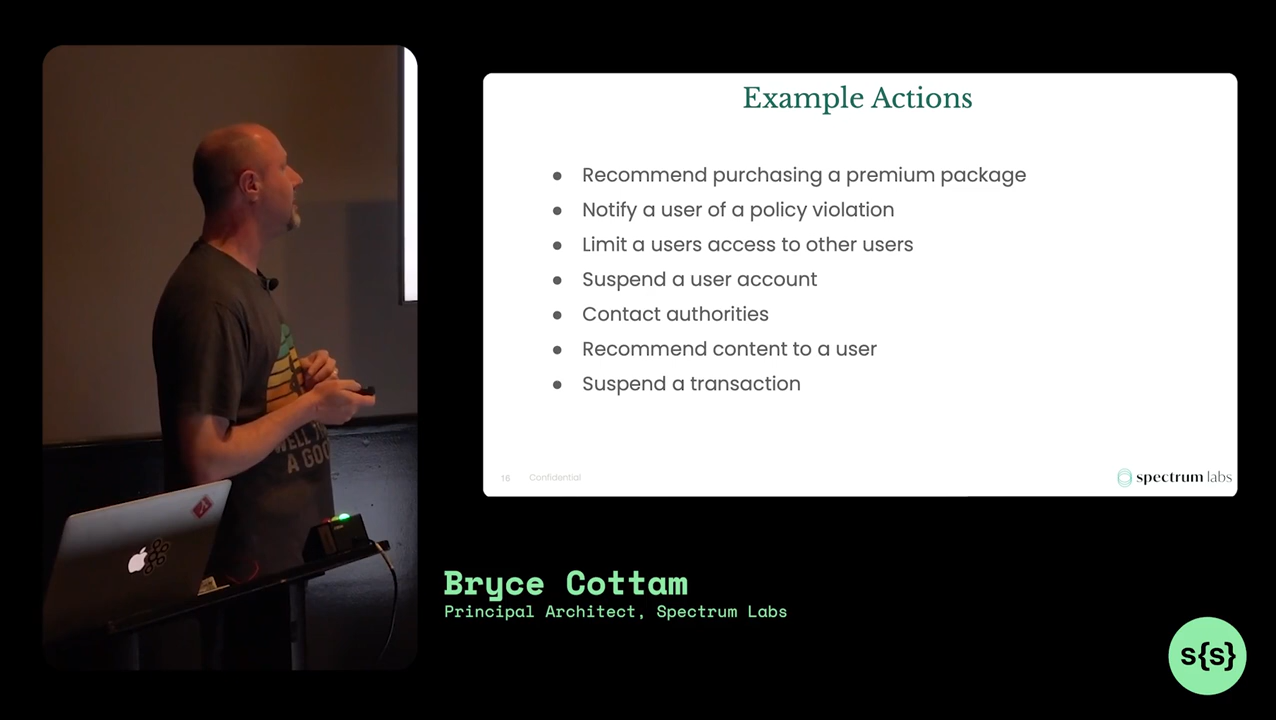 Example Actions
● Recommend purchasing a premium package
● Notify a user of a policy violation
● Limit a users access to other users
● Suspend a user account
● Contact authorities
● Recommend content to a user
● Suspend a transaction
16 Confidential
spectrum labs
WELL
A GOO
Bryce Cottam
Principal Architect, Spectrum Labs
s{s}